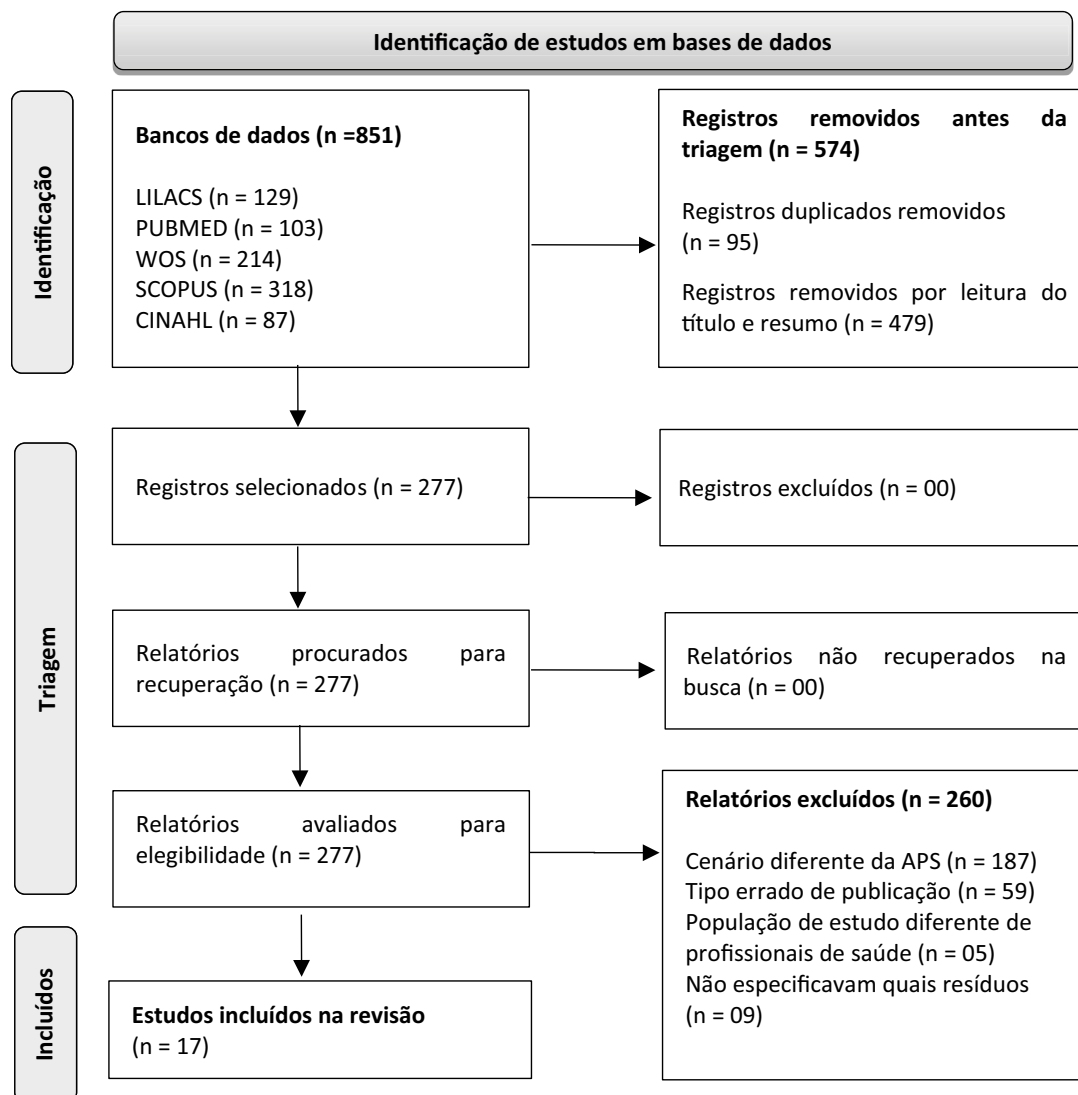 Identificação de estudos em bases de dados
Identificação
Bancos de dados (n =851)
LILACS (n = 129)
PUBMED (n = 103)
WOS (n = 214)
SCOPUS (n = 318)
CINAHL (n = 87)
Registros removidos antes da
triagem (n = 574)
Registros duplicados removidos
(n = 95)
Registros removidos por leitura do
título e resumo (n = 479)
Triagem
Registros selecionados (n = 277)
Registros excluídos (n = 00)
Relatórios procurados para
recuperação (n = 277)
Relatórios não recuperados na
busca (n = 00)
Relatórios avaliados para
elegibilidade (n = 277)
Relatórios excluídos (n = 260)
Cenário diferente da APS (n = 187)
Tipo errado de publicação (n = 59)
População de estudo diferente de
profissionais de saúde (n = 05)
Não especificavam quais resíduos
(n = 09)
Incluídos
Estudos incluídos na revisão
(n = 17)